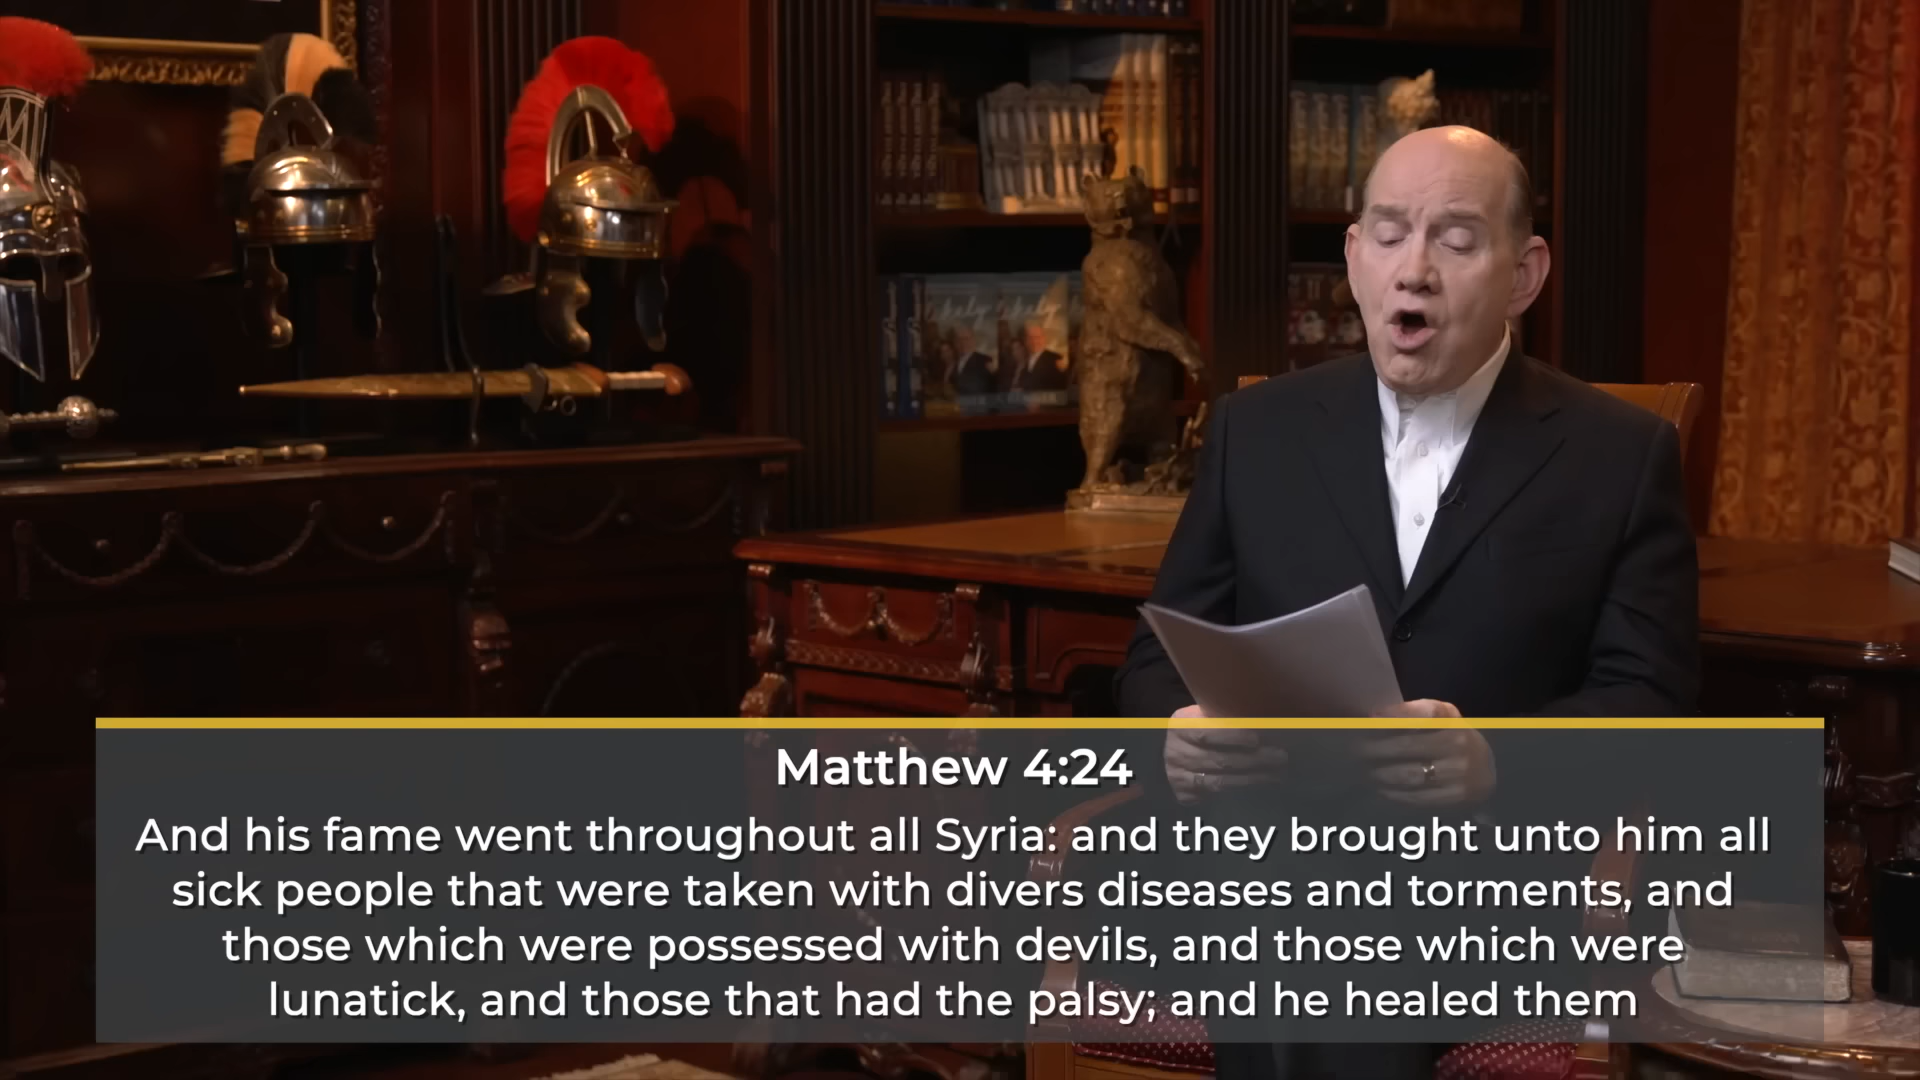 Matthew 4:24
And his fame went throughout all Syria: and they brought unto him all
sick people that were taken with divers diseases and torments, and
those which were possessed with devils, and those which were
lunatick, and those that had the palsy; and he healed them